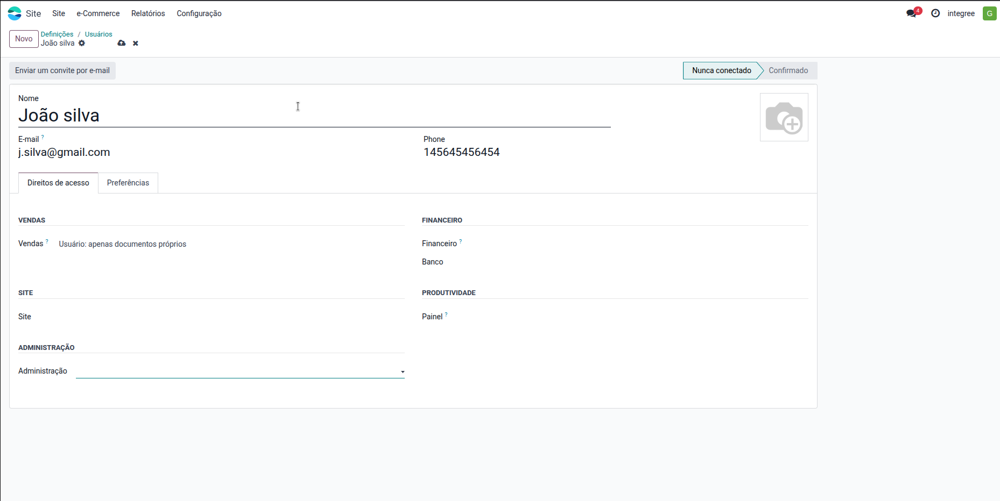 Site Site e-Commerce Relatórios Configuração 4 integree G
Novo Definições / Usuários
João silva
Enviar um convite por e-mail Nunca conectado Confirmado
Nome
João silva
E-mail ? Phone
j.silva@gmail.com 145645456454
Direitos de acesso Preferências
VENDAS FINANCEIRO
Vendas ? Usuário: apenas documentos próprios Financeiro ?
Banco
SITE PRODUTIVIDADE
Site Painel ?
ADMINISTRAÇÃO
Administração